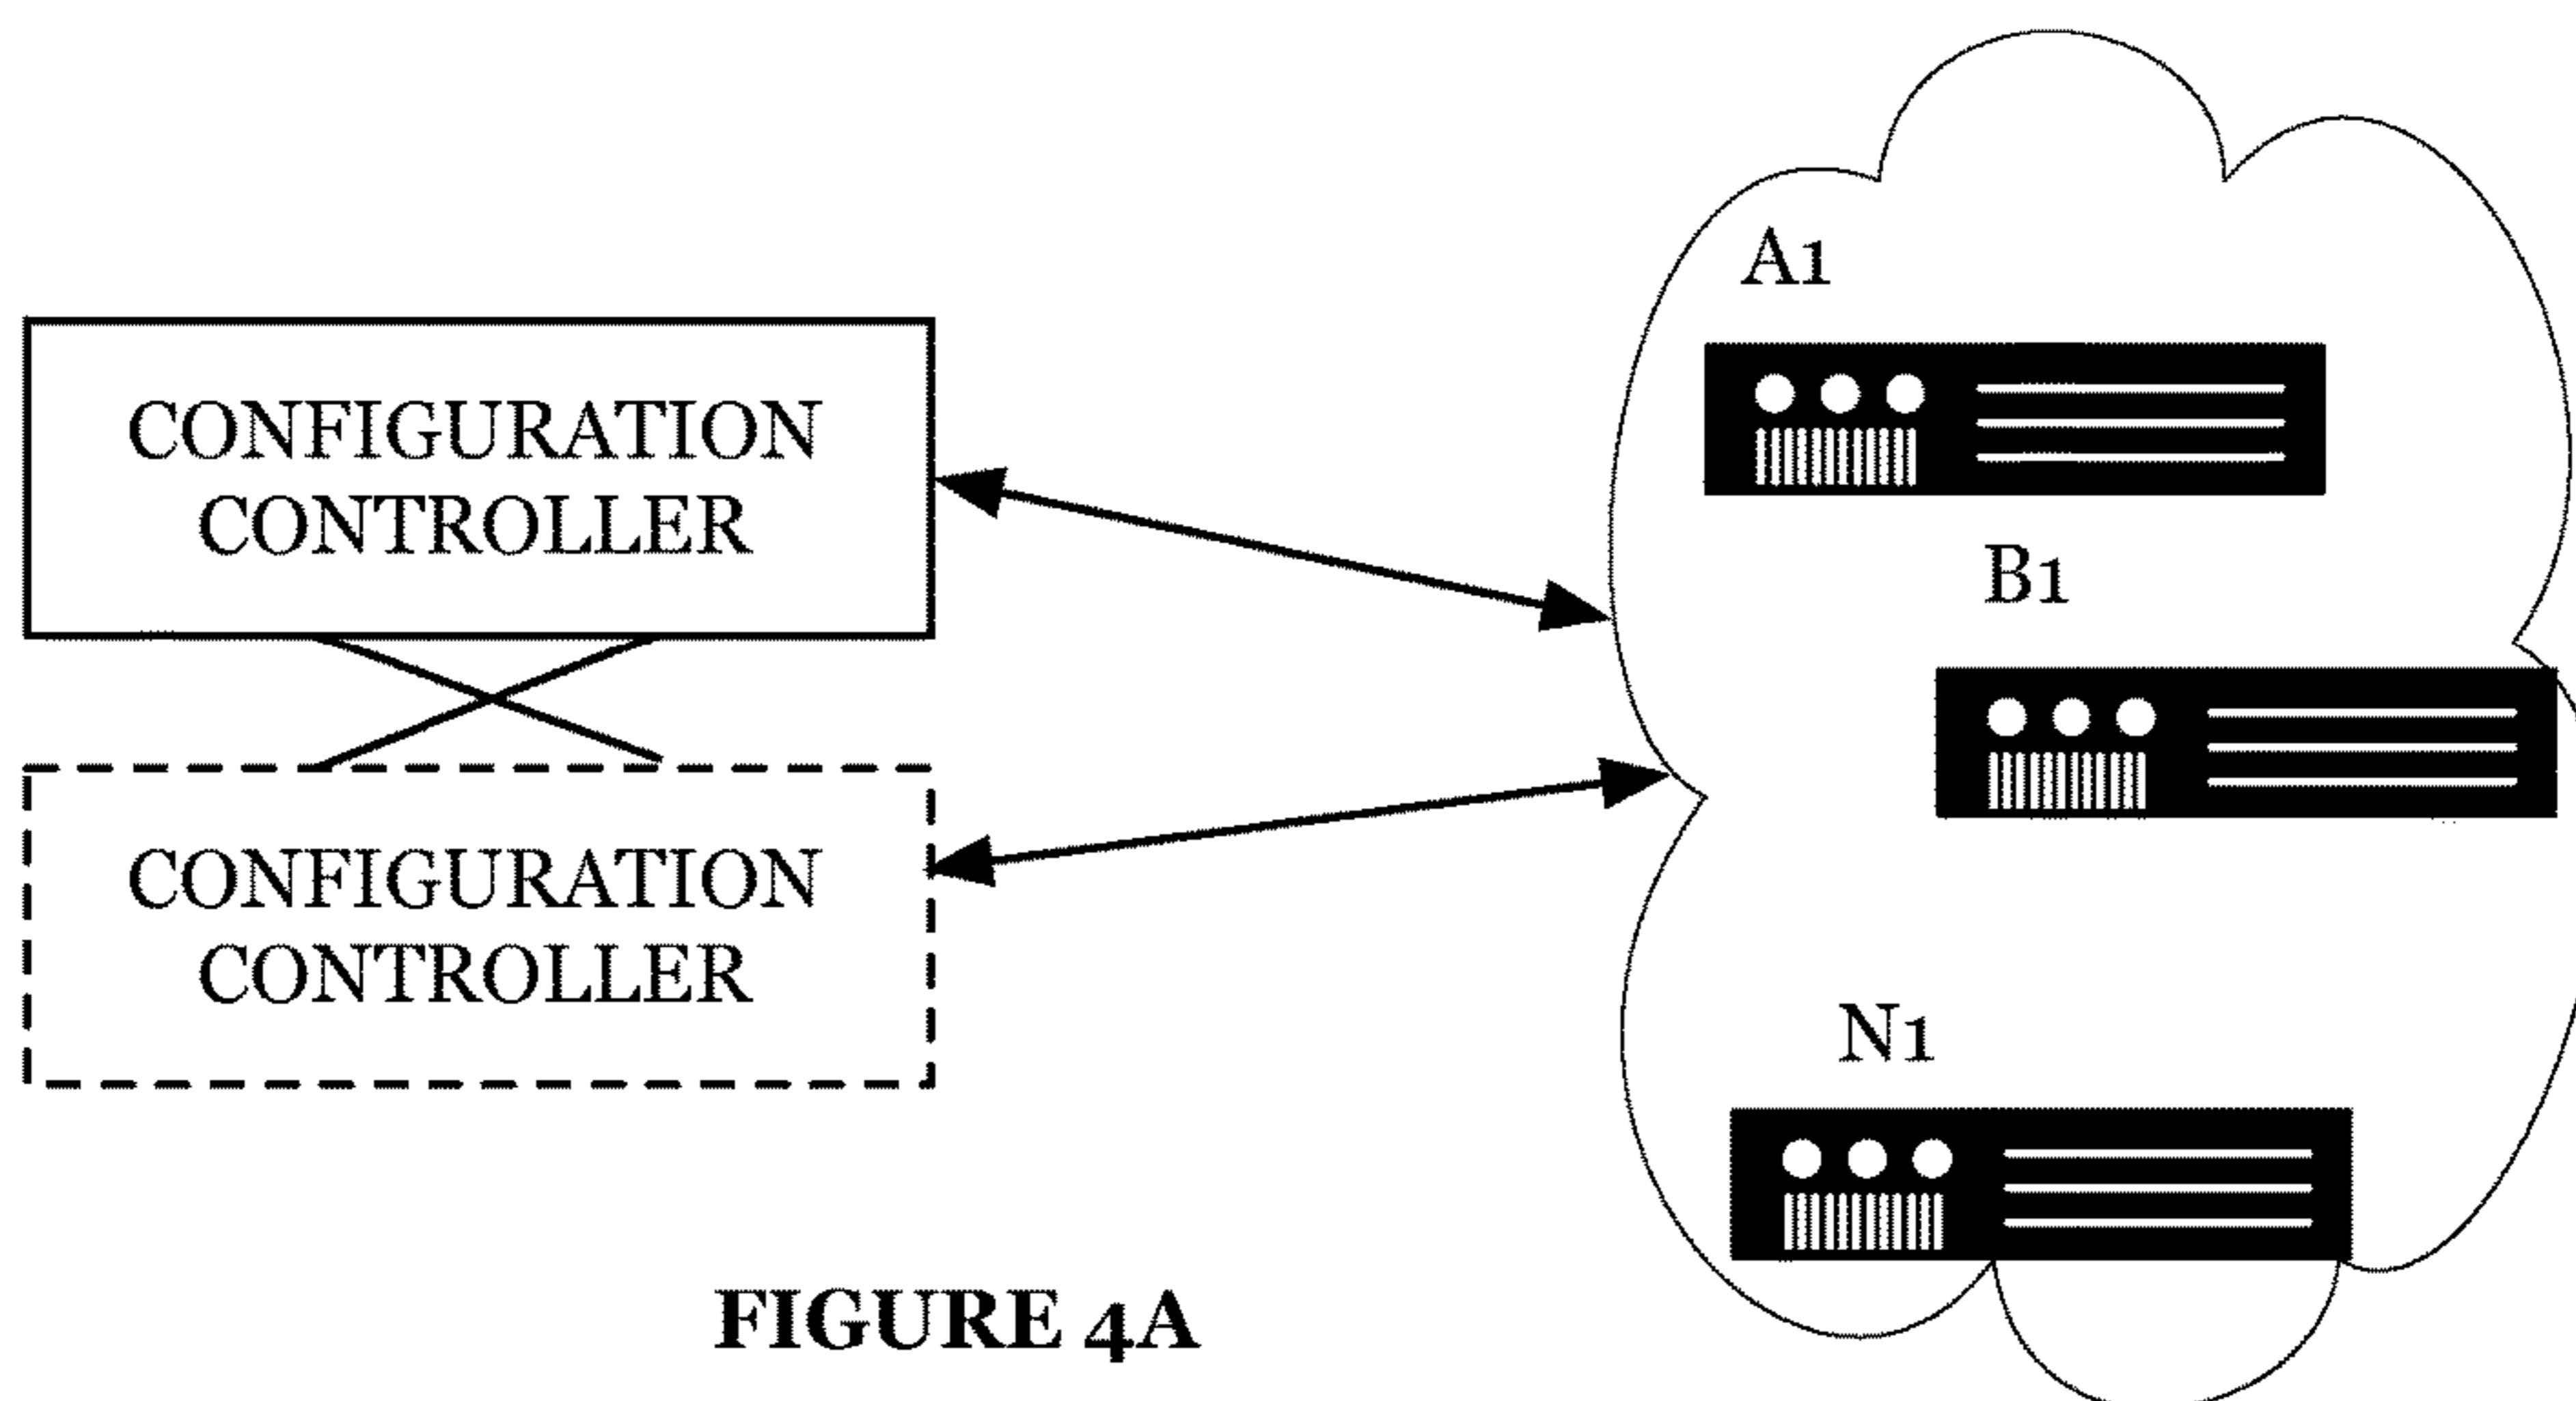 CONFIGURATION
CONTROLLER
CONFIGURATION
CONTROLLER
A1
B1
N1
FIGURE 4A